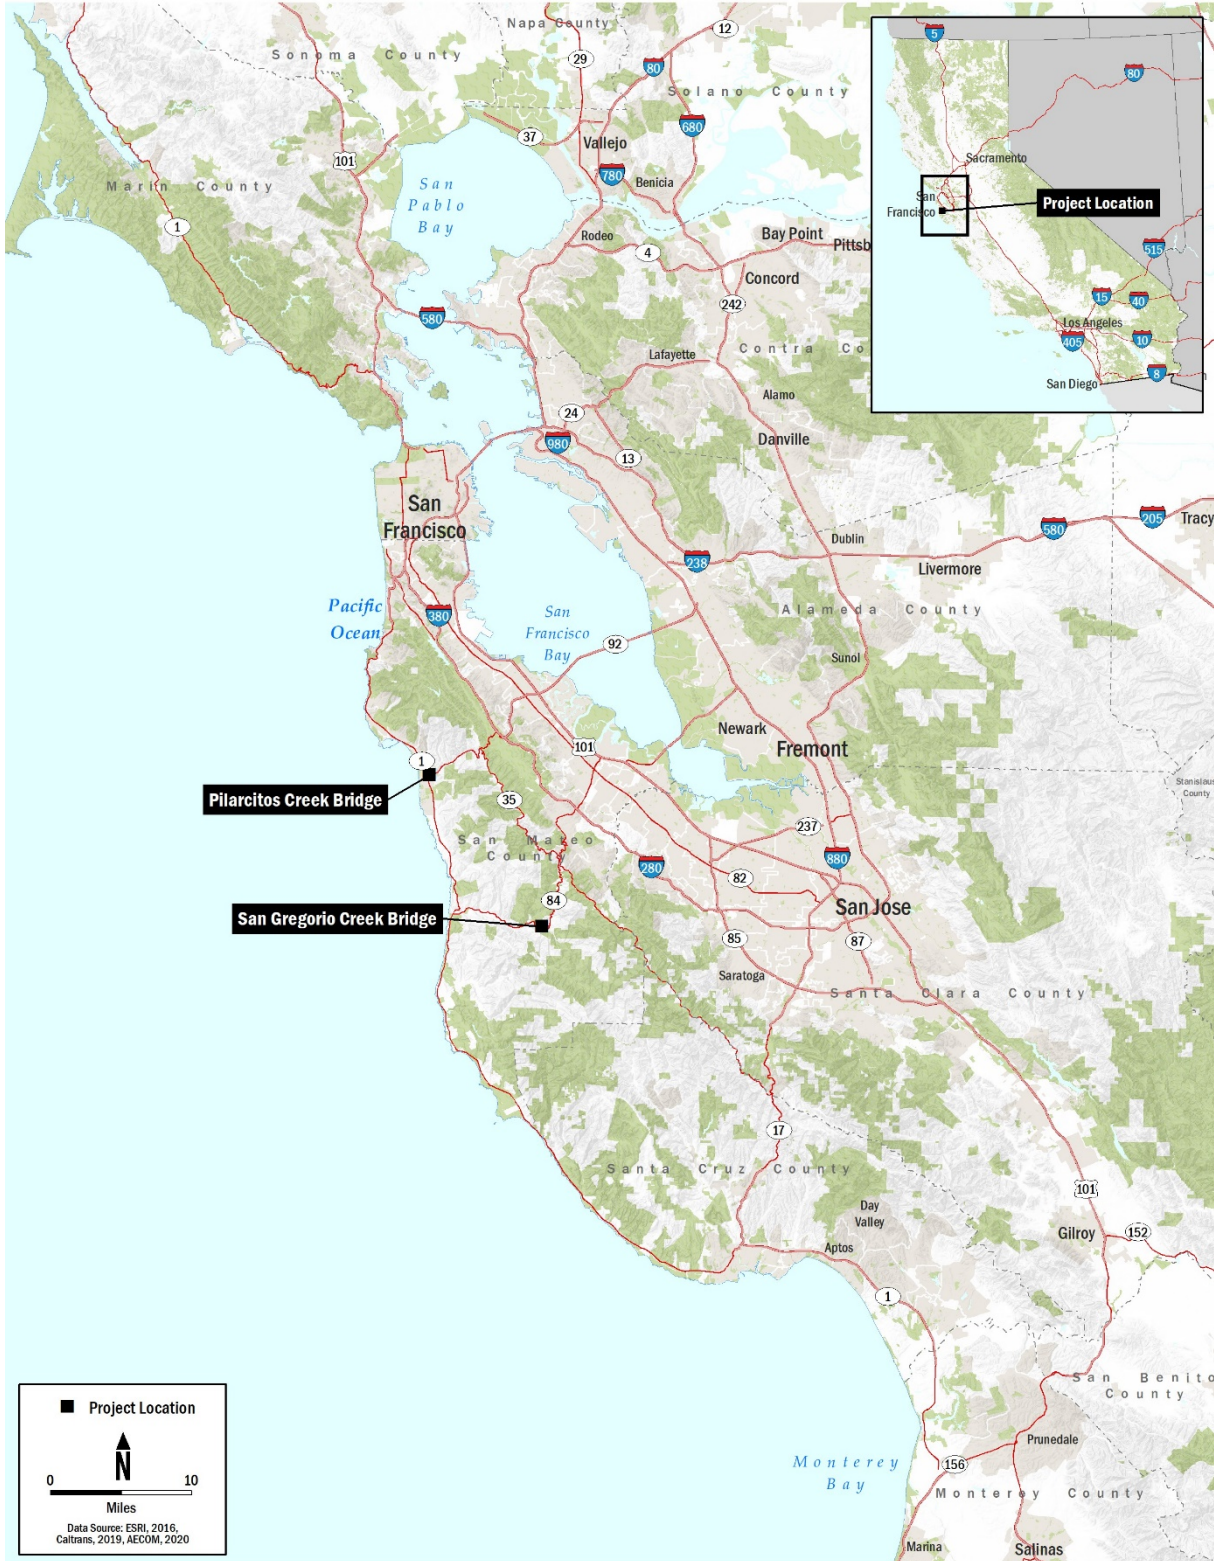 Napa County
12
Sonoma County
29
80
Solano County
680
37
101
Vallejo
780
Benicia
San
Pablo
Bay
Marin County
1
Rodeo
4
Bay Point
Pittsb
Concord
242
580
Lafayette
Contra Co
Alamo
24
980
Danville
13
San
Francisco
580
205
Tracy
Dublin
238
Livermore
Pacific
Ocean
380
San
Francisco
Bay
Alameda County
92
Sunol
Newark
Fremont
101
1
Pilarcitos Creek Bridge
35
Stanislaus
County
San Mateo
County
237
280
880
82
84
San Jose
San Gregorio Creek Bridge
85
87
Saratoga
Santa Clara County
17
Santa Cruz County
101
Day
Valley
Gilroy
152
Aptos
1
San Benito
County
Prunedale
Monterey
Bay
156
Monterey County
Marina
Salinas
5
80
Sacramento
San
Francisco
Project Location
515
15
40
Los Angeles
405
10
San Diego
8
Project Location
N
0 10
Miles
Data Source: ESRI, 2016,
Caltrans, 2019, AECOM, 2020